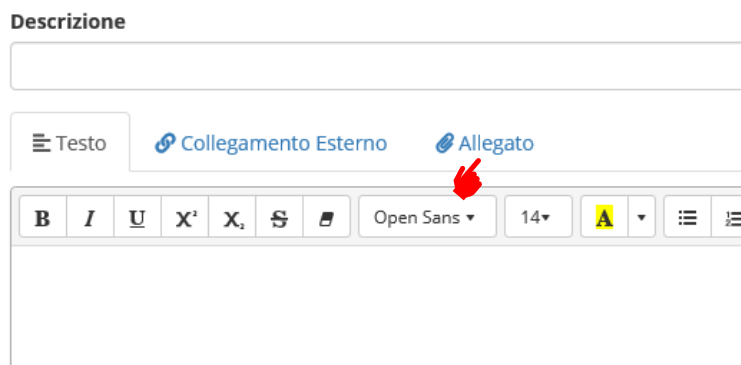 Descrizione
Testo Collegamento Esterno Allegato
B I U X² X₂ S Open Sans 14 A